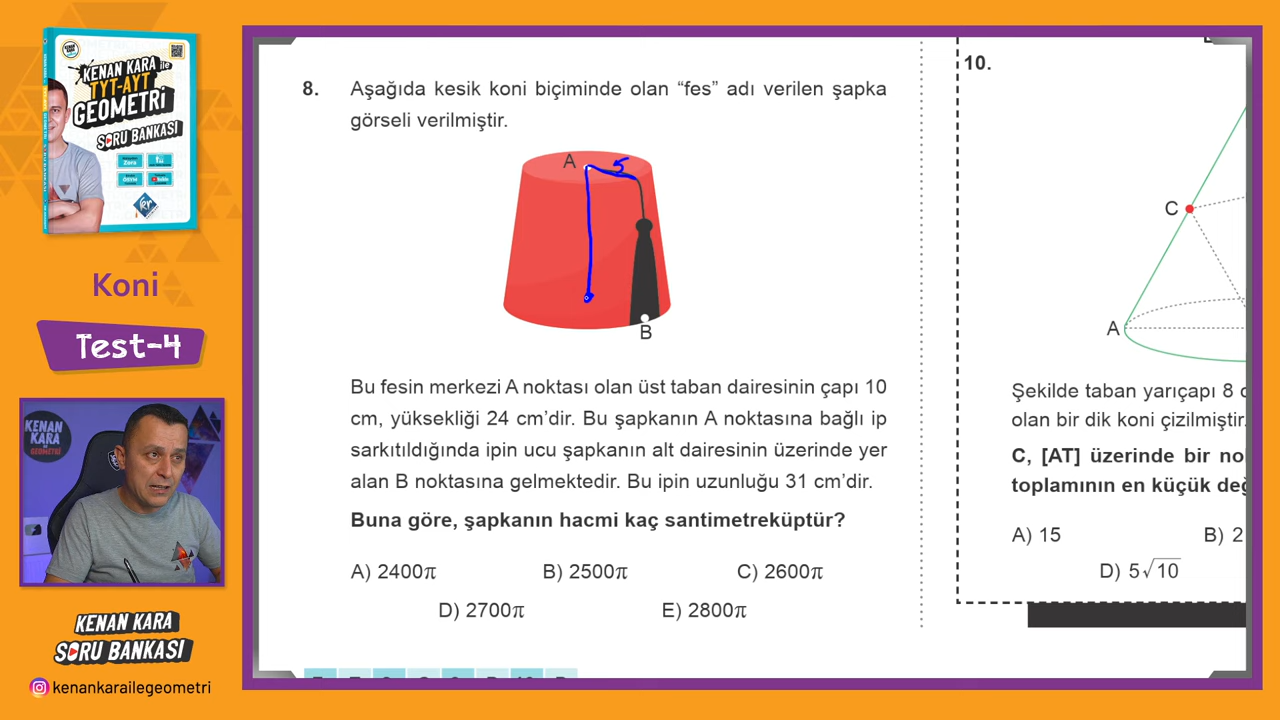 KENAN KARA ile
TYT-AYT
GEOMETRİ
SORU BANKASI
Koni
Test-4
KENAN
KARA
GEOMETRİ
KENAN KARA
SORU BANKASI
kenankarailegeometri
8. Aşağıda kesik koni biçiminde olan “fes” adı verilen şapka
görseli verilmiştir.
A
5
B
Bu fesin merkezi A noktası olan üst taban dairesinin çapı 10
cm, yüksekliği 24 cm’dir. Bu şapkanın A noktasına bağlı ip
sarkıtıldığında ipin ucu şapkanın alt dairesinin üzerinde yer
alan B noktasına gelmektedir. Bu ipin uzunluğu 31 cm’dir.
Buna göre, şapkanın hacmi kaç santimetreküptür?
A) 2400π B) 2500π C) 2600π
D) 2700π E) 2800π
10.
C
A
Şekilde taban yarıçapı 8 c
olan bir dik koni çizilmiştir.
C, [AT] üzerinde bir no
toplamının en küçük değ
A) 15 B) 2
D) 5√10